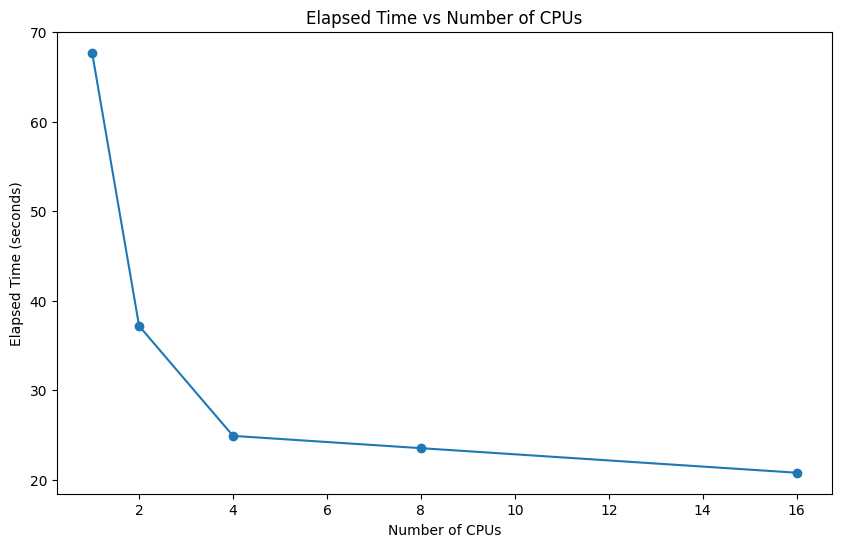 Elapsed Time vs Number of CPUs
70
60
50
40
30
20
Elapsed Time (seconds)
2 4 6 8 10 12 14 16
Number of CPUs